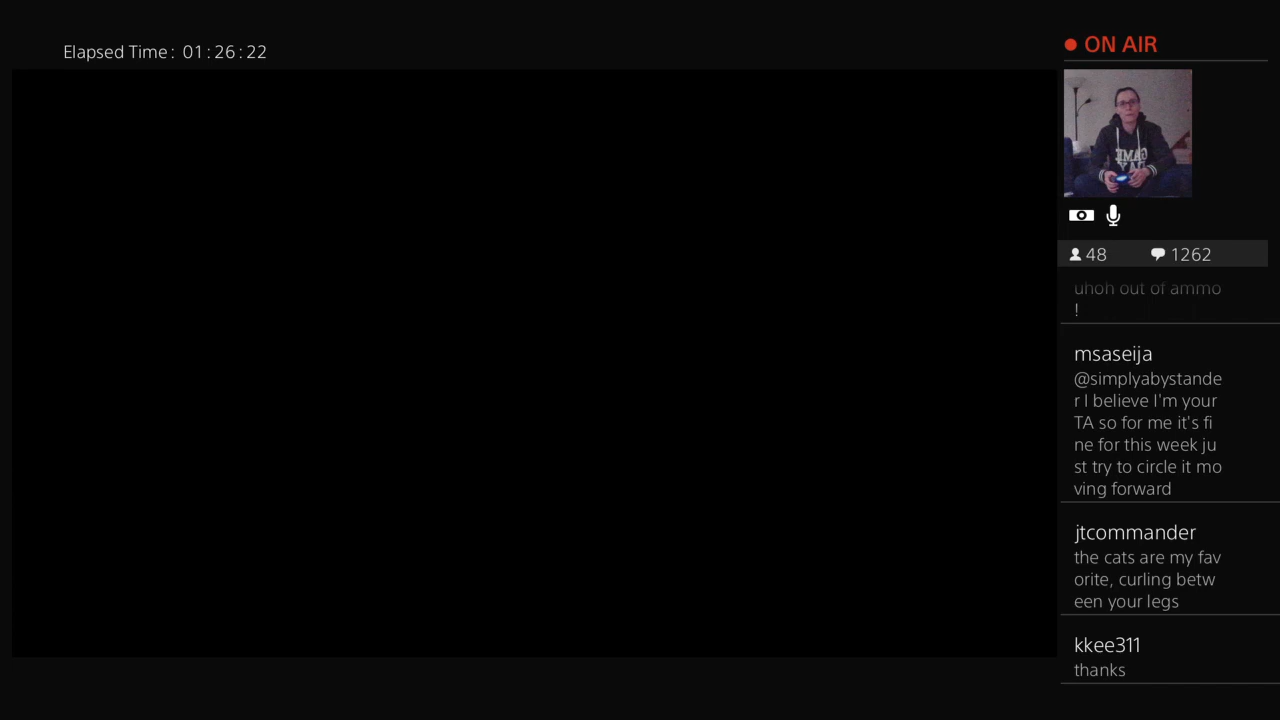 Elapsed Time: 01:26:22
ON AIR
48 1262
uhoh out of ammo
!
msaseija
@simplyabystande
r I believe I'm your
TA so for me it's fi
ne for this week ju
st try to circle it mo
ving forward
jtcommander
the cats are my fav
orite, curling betw
een your legs
kkee311
thanks